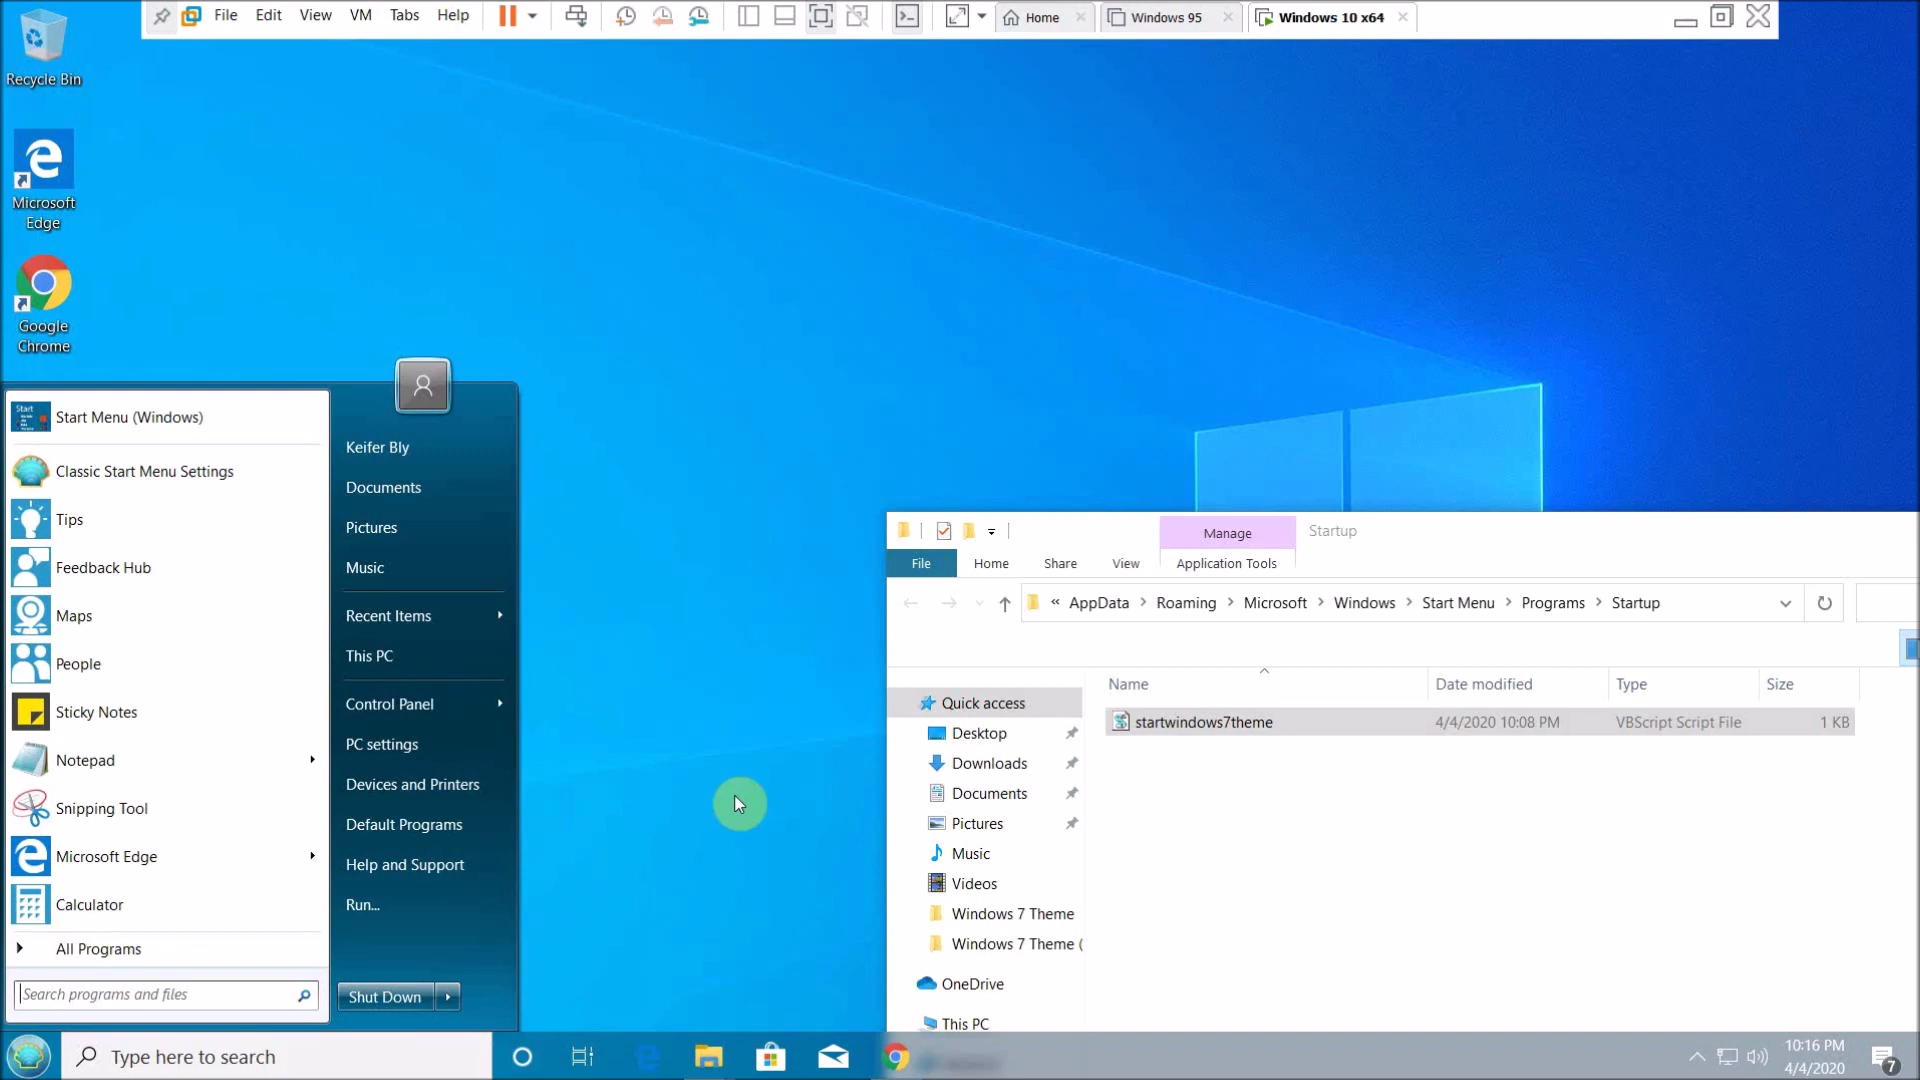 File Edit View VM Tabs Help Home Windows 95 Windows 10 x64
Recycle Bin
Microsoft
Edge
Google
Chrome
Start Menu (Windows)
Classic Start Menu Settings
Tips
Feedback Hub
Maps
People
Sticky Notes
Notepad
Snipping Tool
Microsoft Edge
Calculator
All Programs
Search programs and files
Keifer Bly
Documents
Pictures
Music
Recent Items
This PC
Control Panel
PC settings
Devices and Printers
Default Programs
Help and Support
Run...
Shut Down
Manage Startup
File Home Share View Application Tools
« AppData > Roaming > Microsoft > Windows > Start Menu > Programs > Startup
Name Date modified Type Size
startwindows7theme 4/4/2020 10:08 PM VBScript Script File 1 KB
Quick access
Desktop
Downloads
Documents
Pictures
Music
Videos
Windows 7 Theme
Windows 7 Theme (
OneDrive
This PC
Type here to search
10:16 PM
4/4/2020
7